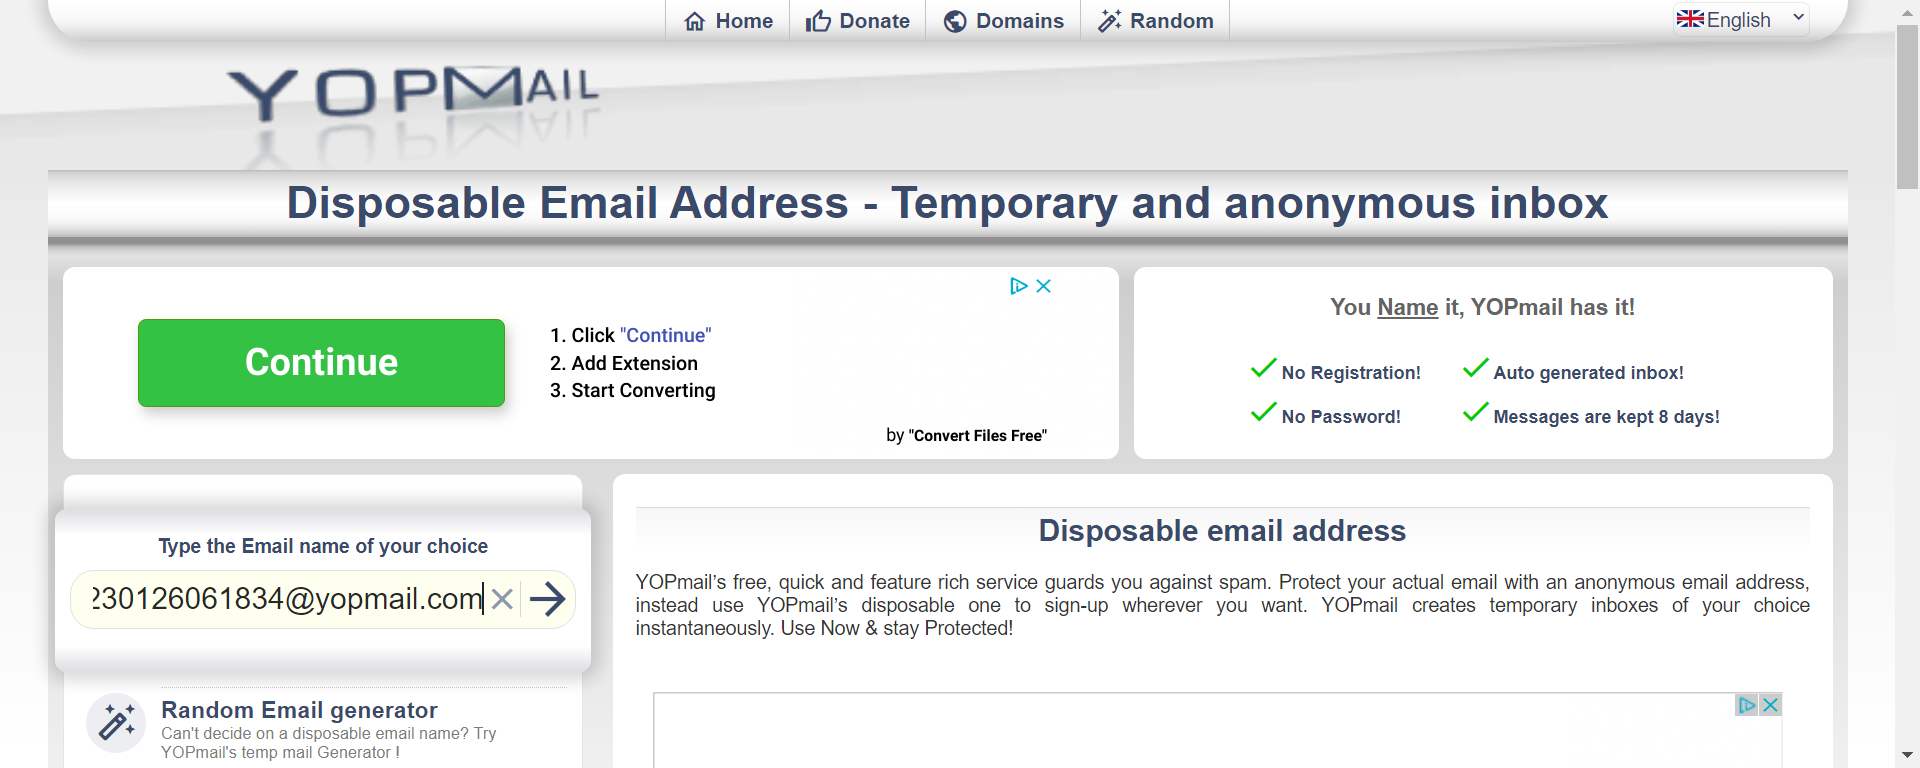 Home
Donate
Domains
Random
English
YOPMAIL
Disposable Email Address - Temporary and anonymous inbox
Continue
1. Click "Continue"
2. Add Extension
3. Start Converting
by "Convert Files Free"
You Name it, YOPmail has it!
No Registration!
Auto generated inbox!
No Password!
Messages are kept 8 days!
Type the Email name of your choice
230126061834@yopmail.com
Random Email generator
Can't decide on a disposable email name? Try
YOPmail's temp mail Generator !
Disposable email address
YOPmail’s free, quick and feature rich service guards you against spam. Protect your actual email with an anonymous email address,
instead use YOPmail’s disposable one to sign-up wherever you want. YOPmail creates temporary inboxes of your choice
instantaneously. Use Now & stay Protected!